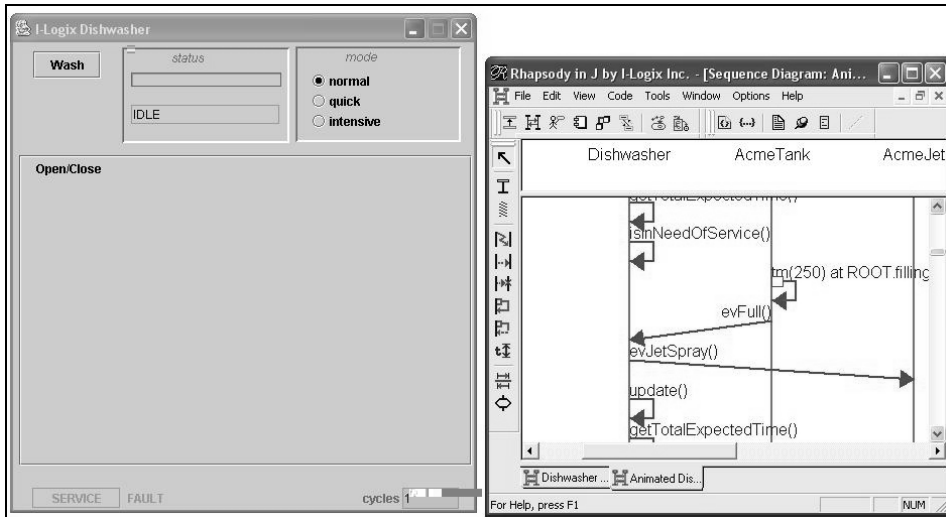 I-Logix Dishwasher
Wash
status
IDLE
mode
normal
quick
intensive
Open/Close
SERVICE
FAULT
cycles 1
Rhapsody in J by I-Logix Inc. - [Sequence Diagram: Ani...
File Edit View Code Tools Window Options Help
Dishwasher AcmeTank AcmeJet
getTotalExpectedTime()
isInNeedOfService()
tm(250) at ROOT.filling
evFull()
evJetSpray()
update()
getTotalExpectedTime()
Dishwasher ... Animated Dis...
For Help, press F1
NUM